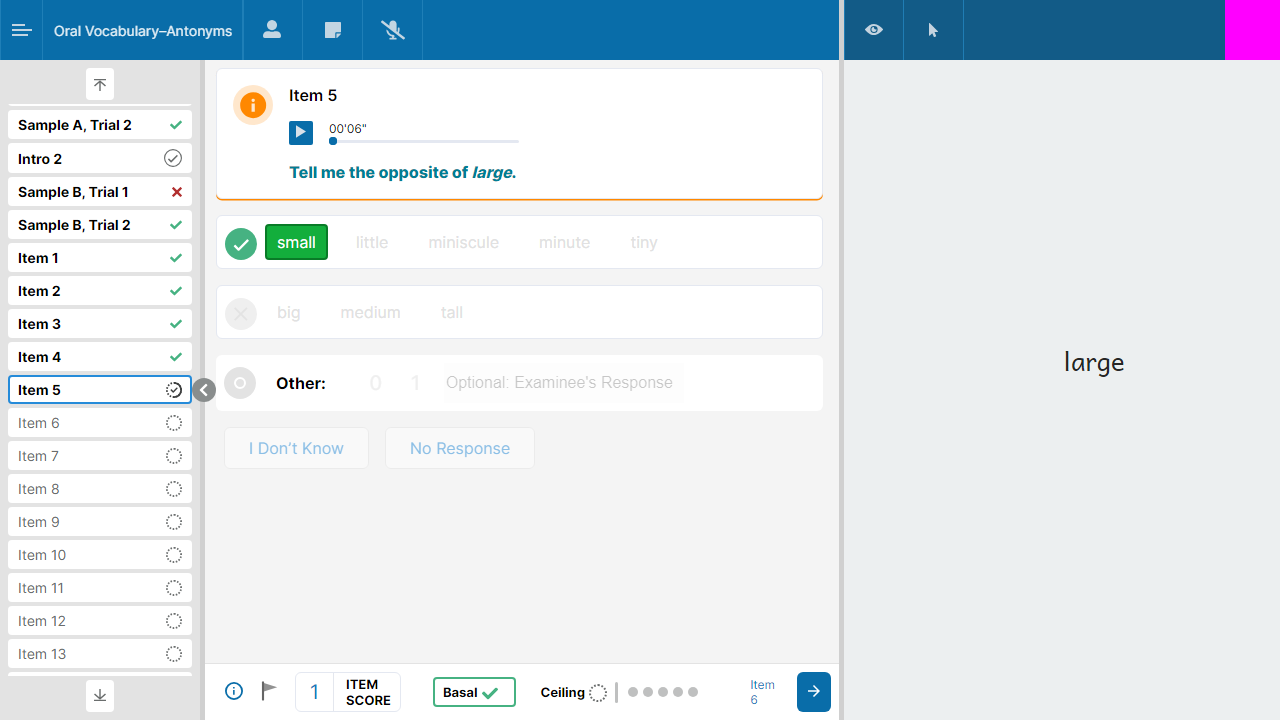 Oral Vocabulary–Antonyms
Sample A, Trial 2
Intro 2
Sample B, Trial 1
Sample B, Trial 2
Item 1
Item 2
Item 3
Item 4
Item 5
Item 6
Item 7
Item 8
Item 9
Item 10
Item 11
Item 12
Item 13
Item 5
00'06"
Tell me the opposite of large.
small little miniscule minute tiny
big medium tall
Other: 0 1 Optional: Examinee's Response
I Don't Know No Response
1 ITEM
SCORE
Basal
Ceiling
Item
6
large